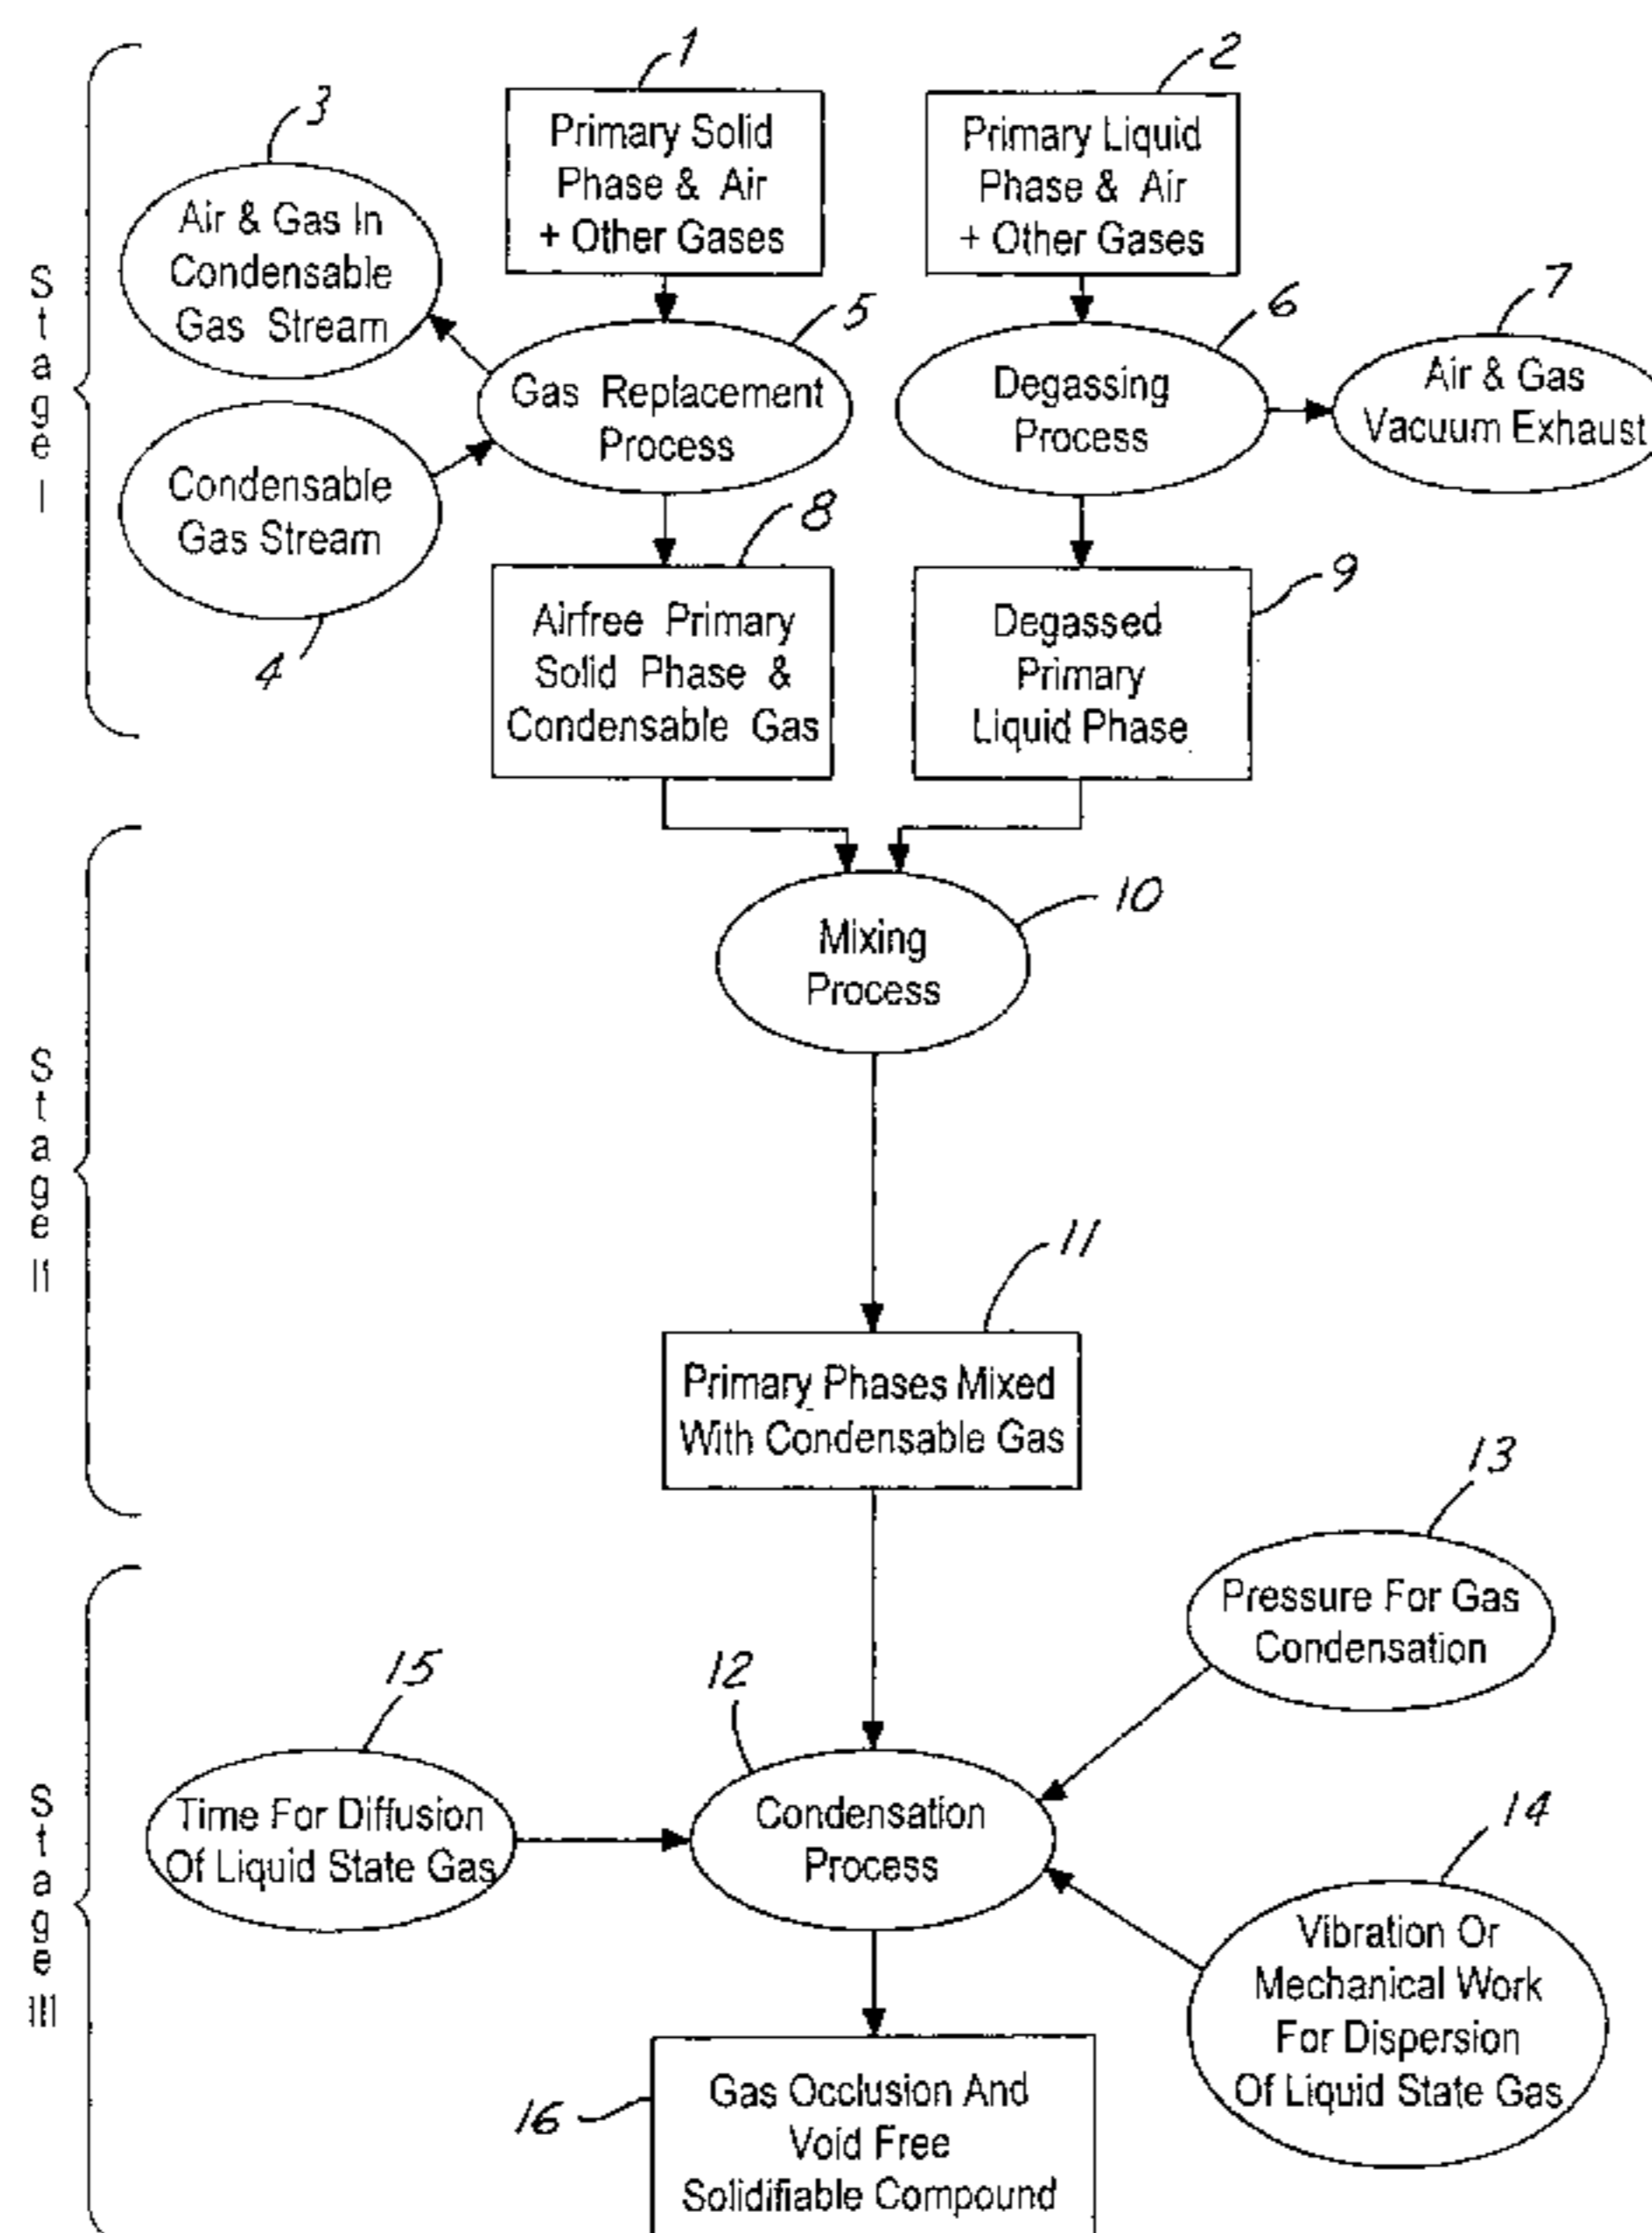 1
Primary Solid
Phase & Air
+ Other Gases
2
Primary Liquid
Phase & Air
+ Other Gases
3
Air & Gas In
Condensable
Gas Stream
Condensable
Gas Stream
4
5
Gas Replacement
Process
6
Degassing
Process
7
Air & Gas
Vacuum Exhaust
8
Airfree Primary
Solid Phase &
Condensable Gas
9
Degassed
Primary
Liquid Phase
Stage I
10
Mixing
Process
11
Primary Phases Mixed
With Condensable Gas
Stage II
13
Pressure For Gas
Condensation
15
Time For Diffusion
Of Liquid State Gas
12
Condensation
Process
14
Vibration Or
Mechanical Work
For Dispersion
Of Liquid State Gas
16
Gas Occlusion And
Void Free
Solidifiable Compound
Stage III